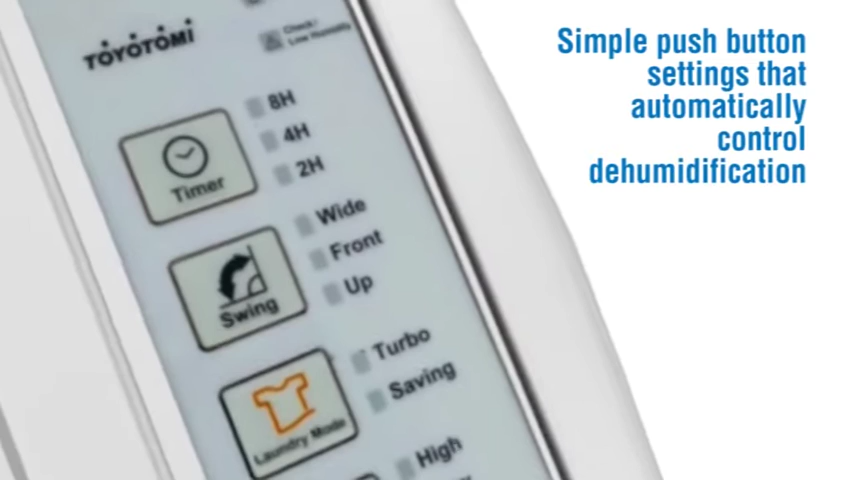 Simple push button
settings that
automatically
control
dehumidification
TOYOTOMI
Check/
Low Humidity
8H
4H
2H
Timer
Wide
Front
Up
Swing
Turbo
Saving
Laundry Mode
High